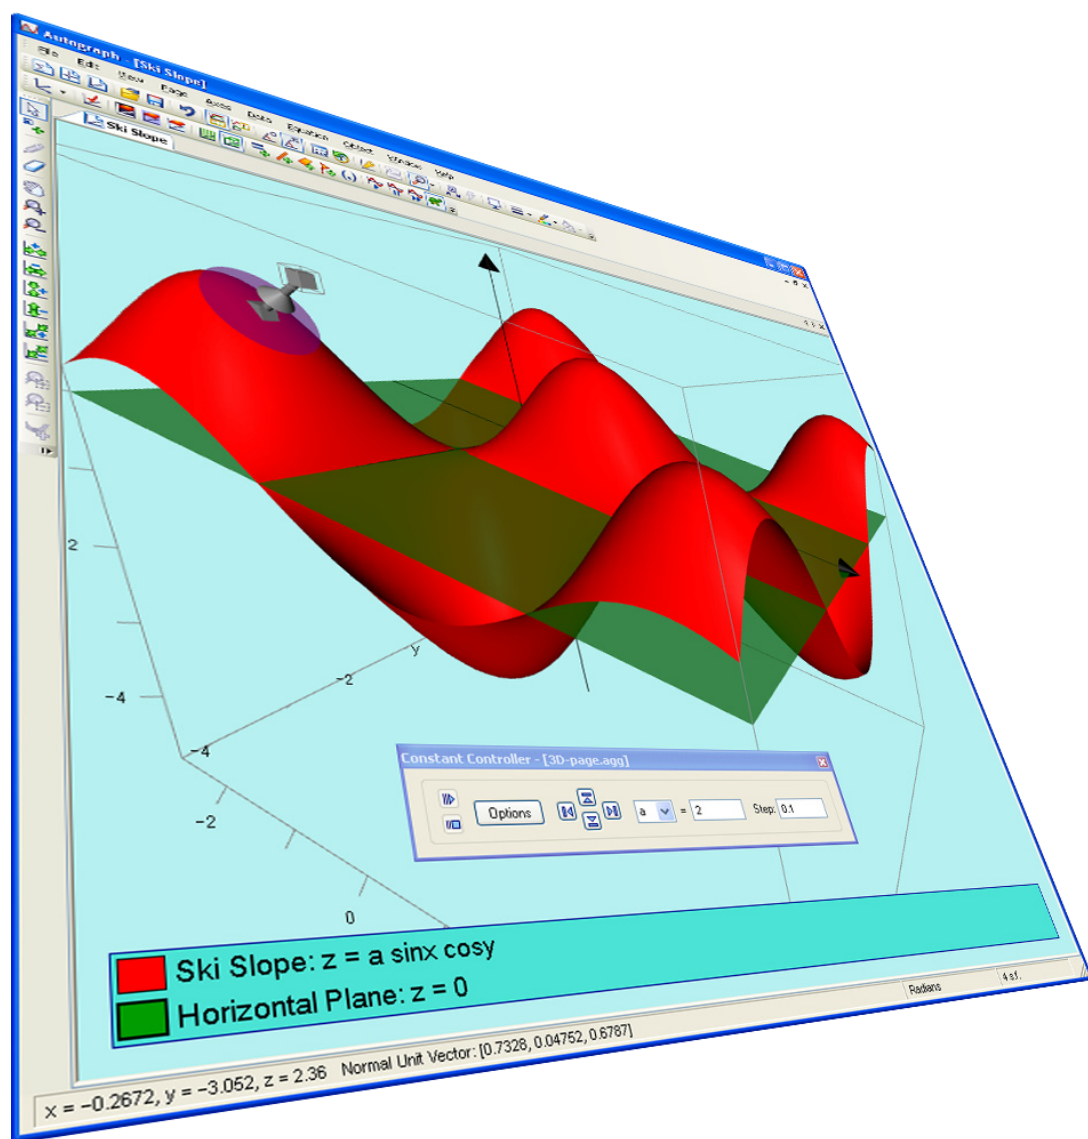 Autograph - [Ski Slope]
File Edit View Page Axes Data Equation Object Window Help
Ski Slope
2
y
-2
-4
-4
-2
0
Constant Controller - [3D-page.agg]
Options a = 2 Step: 0.1
Ski Slope: z = a sinx cosy
Horizontal Plane: z = 0
x = -0.2672, y = -3.052, z = 2.36 Normal Unit Vector: [0.7328, 0.04752, 0.6787] Radians 4 s.f.